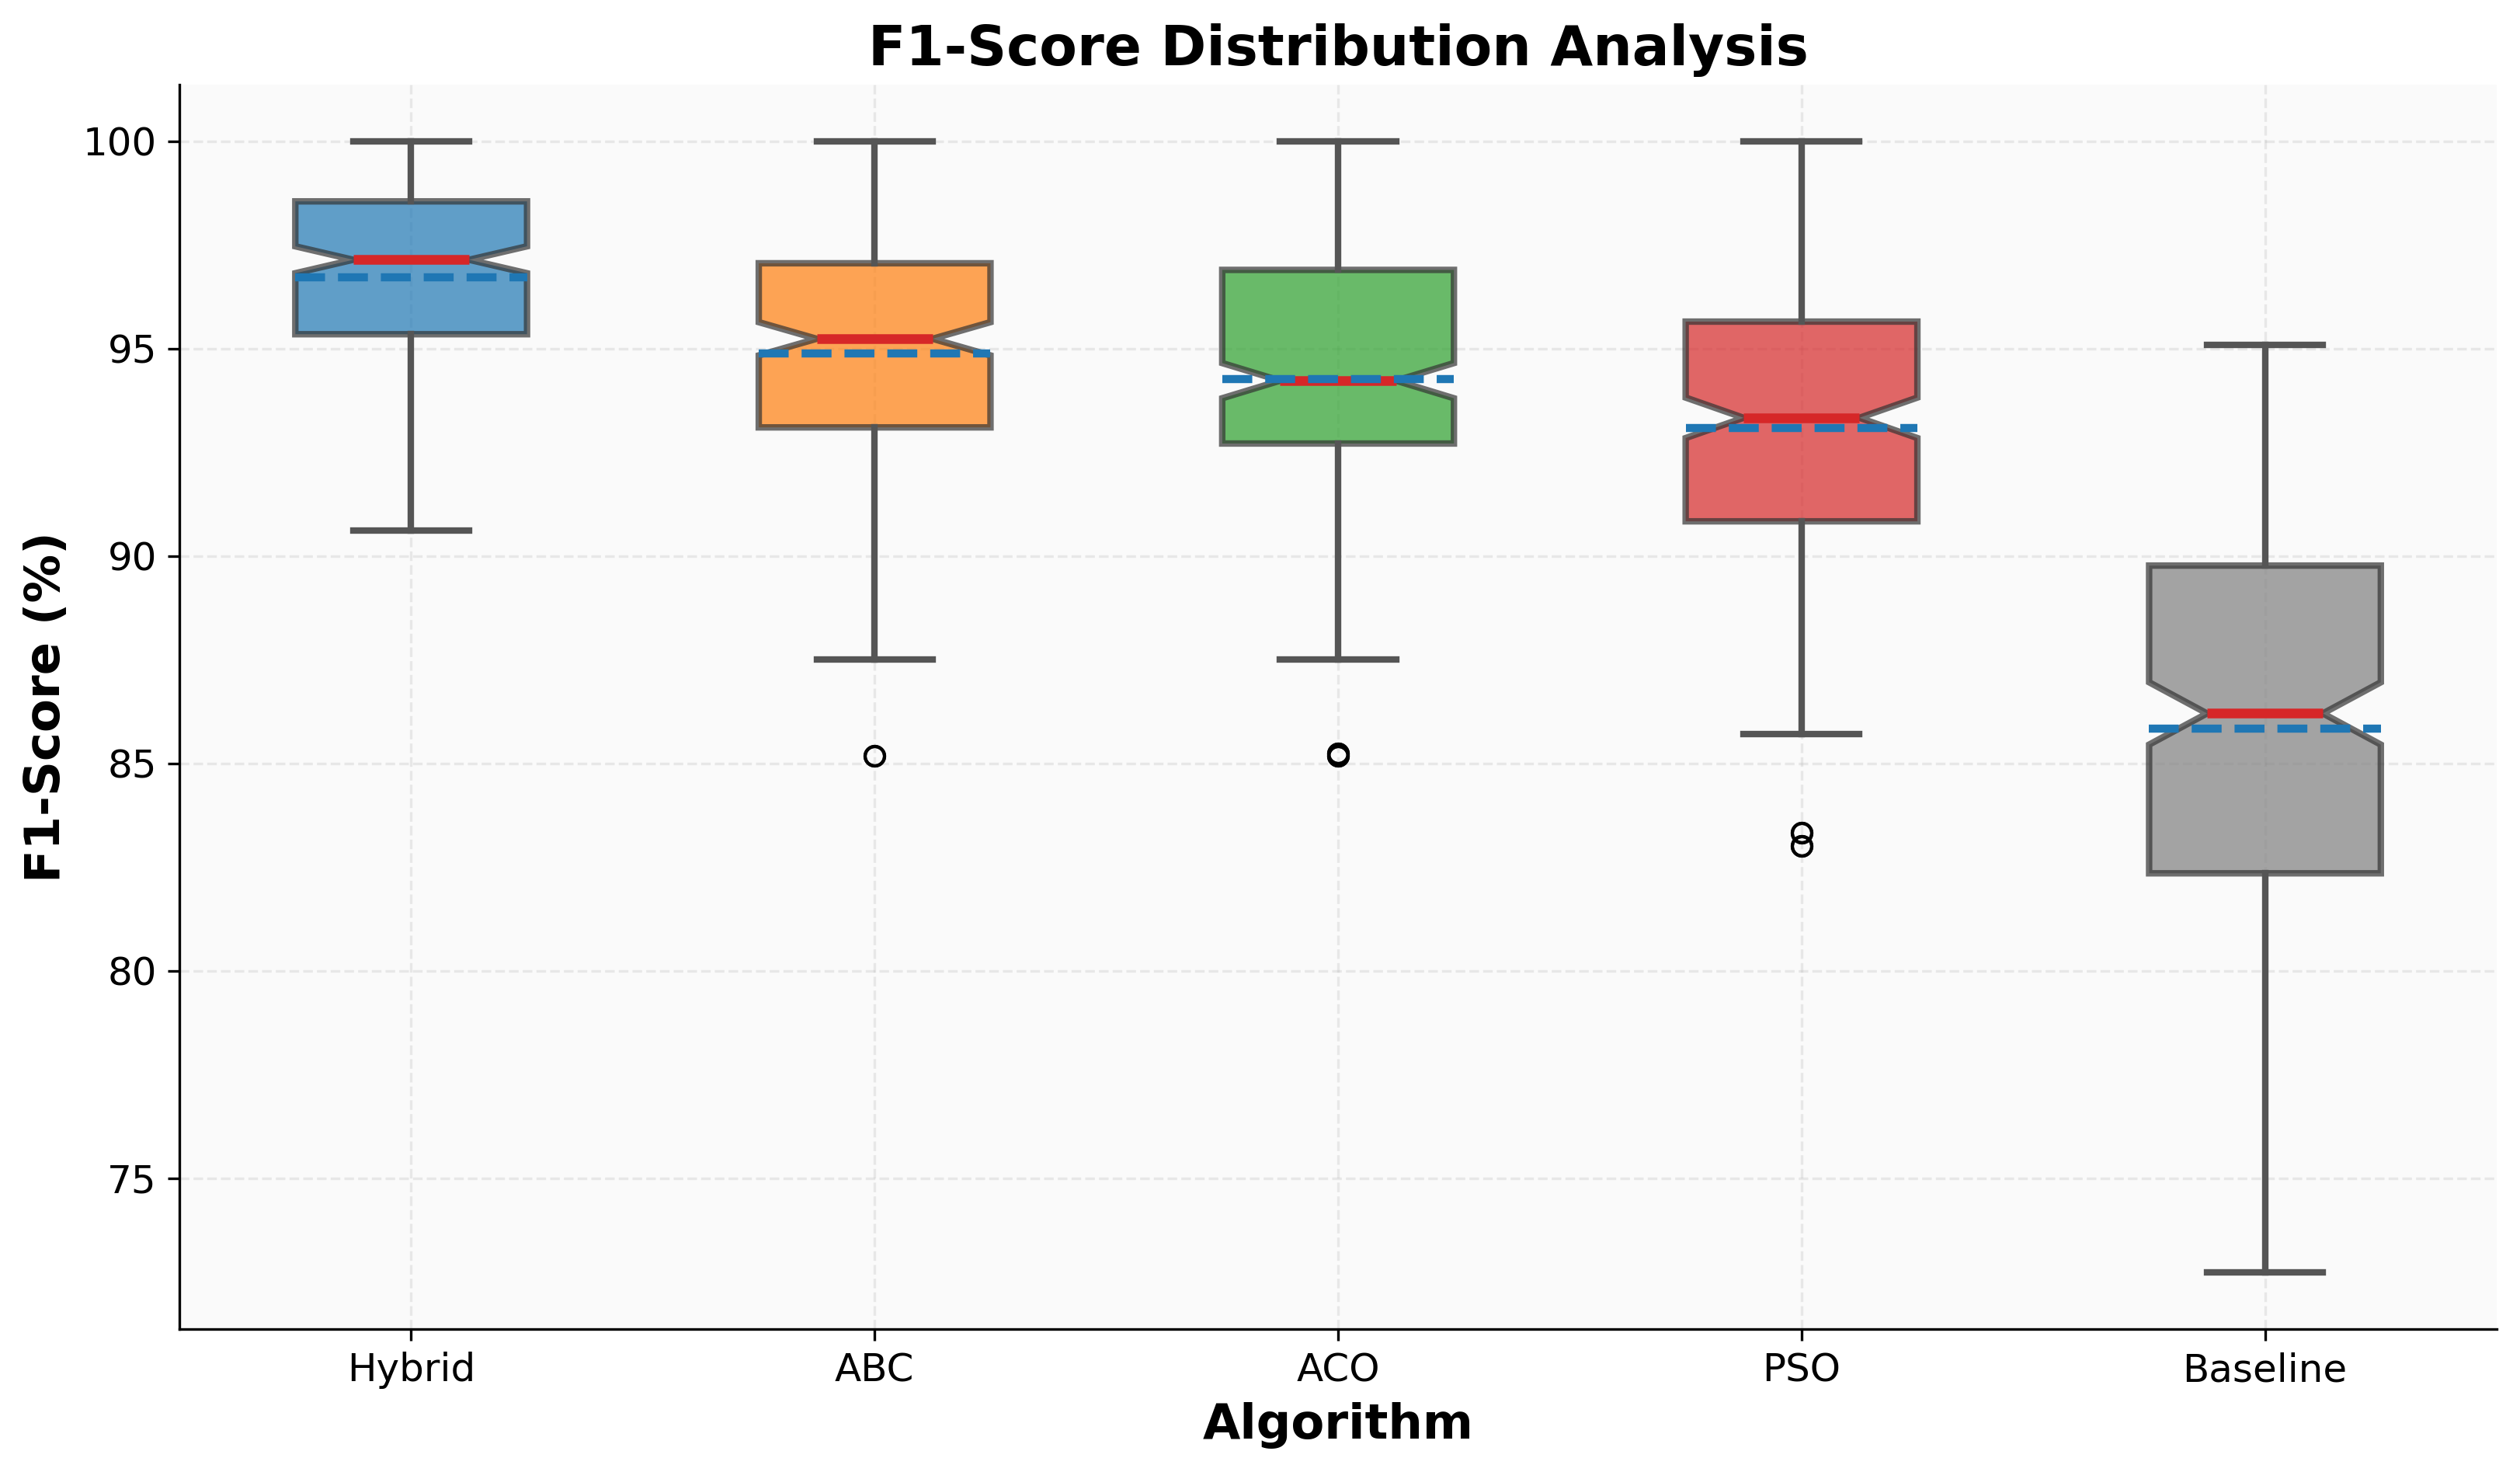 F1-Score Distribution Analysis
F1-Score (%)
100
95
90
85
80
75
Hybrid ABC ACO PSO Baseline
Algorithm